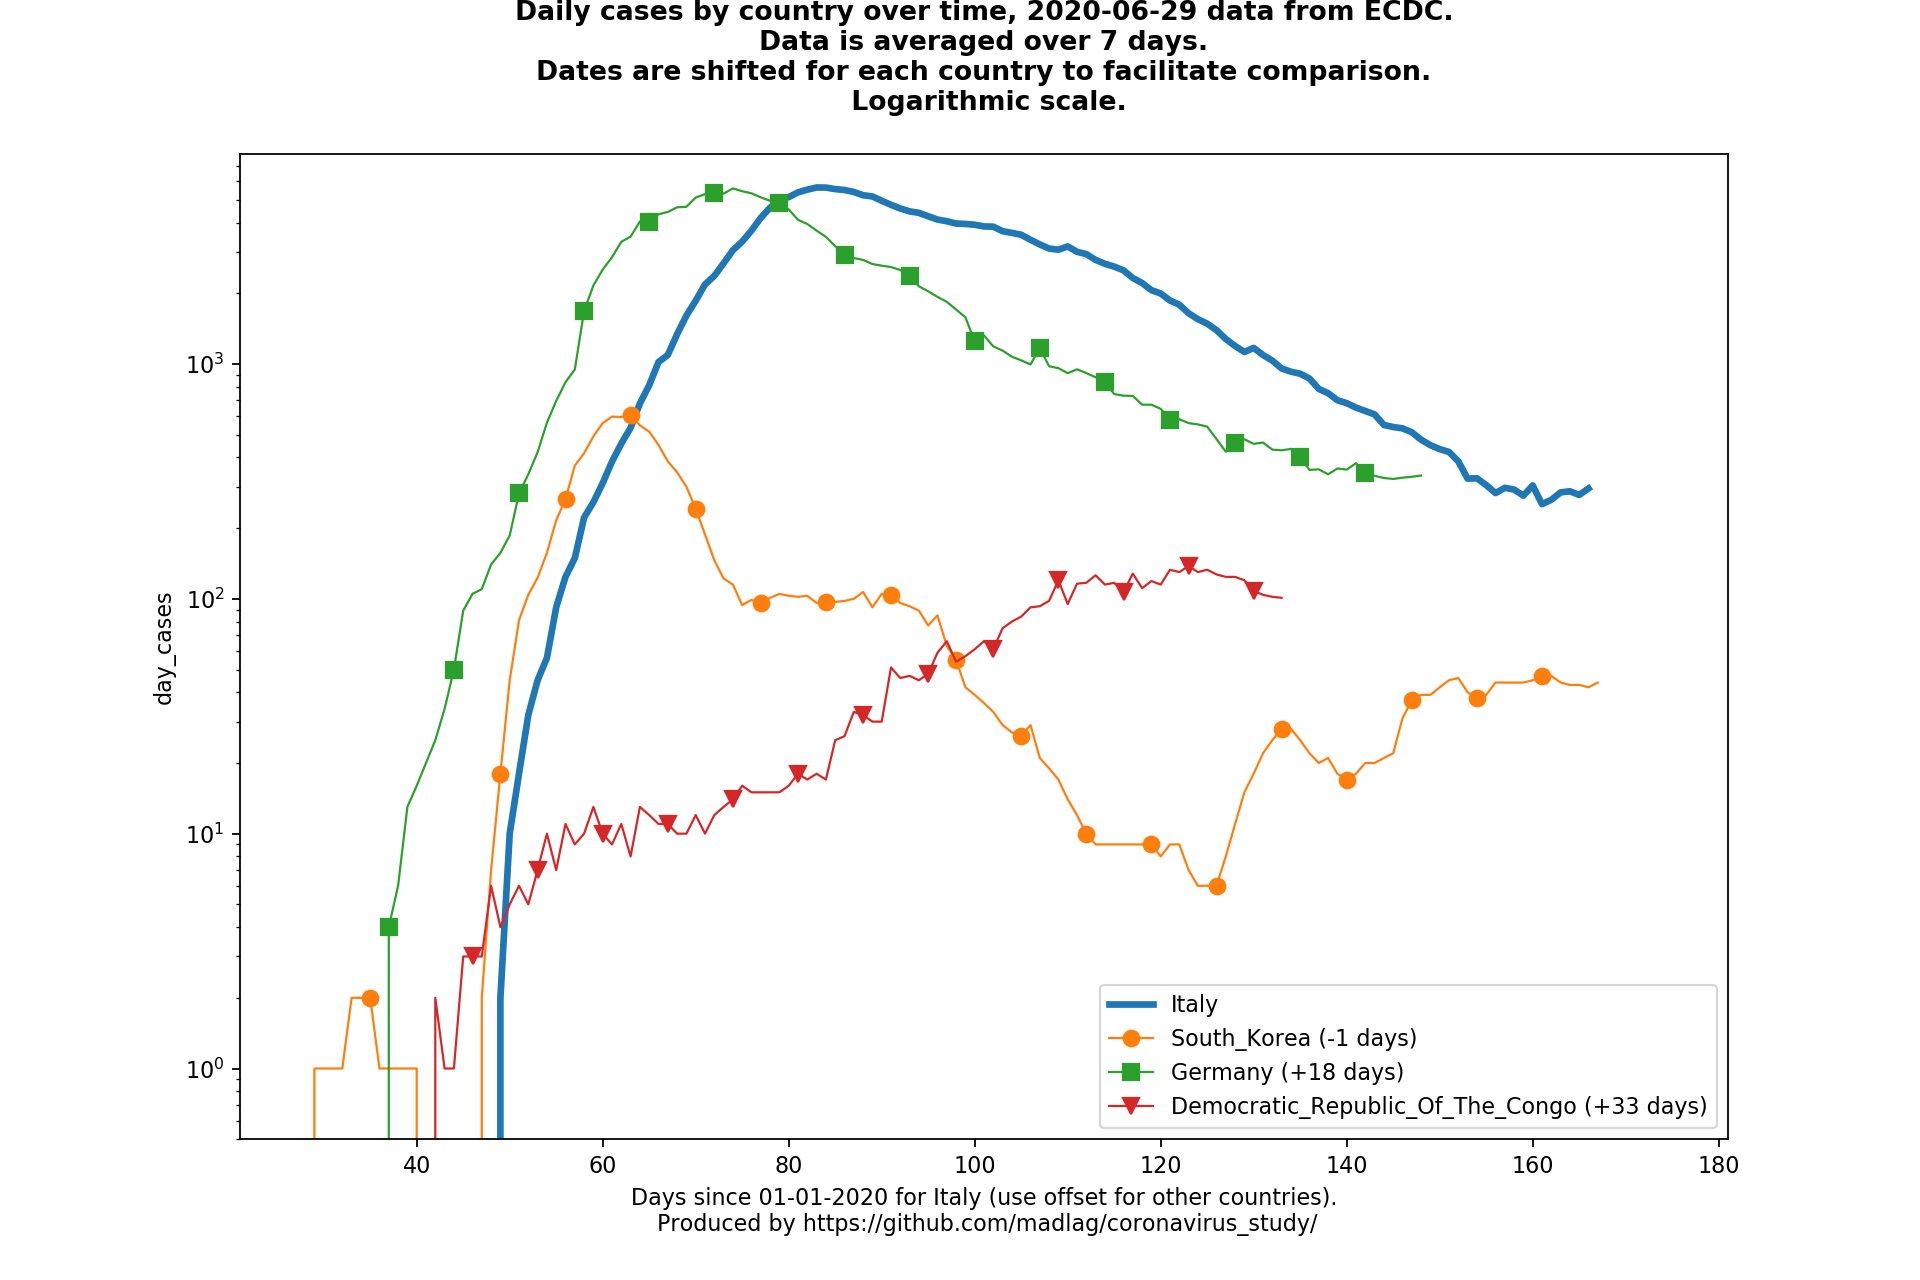 Daily cases by country over time, 2020-06-29 data from ECDC.
Data is averaged over 7 days.
Dates are shifted for each country to facilitate comparison.
Logarithmic scale.
day_cases
10³
10²
10¹
10⁰
40 60 80 100 120 140 160 180
Italy
South_Korea (-1 days)
Germany (+18 days)
Democratic_Republic_Of_The_Congo (+33 days)
Days since 01-01-2020 for Italy (use offset for other countries).
Produced by https://github.com/madlag/coronavirus_study/